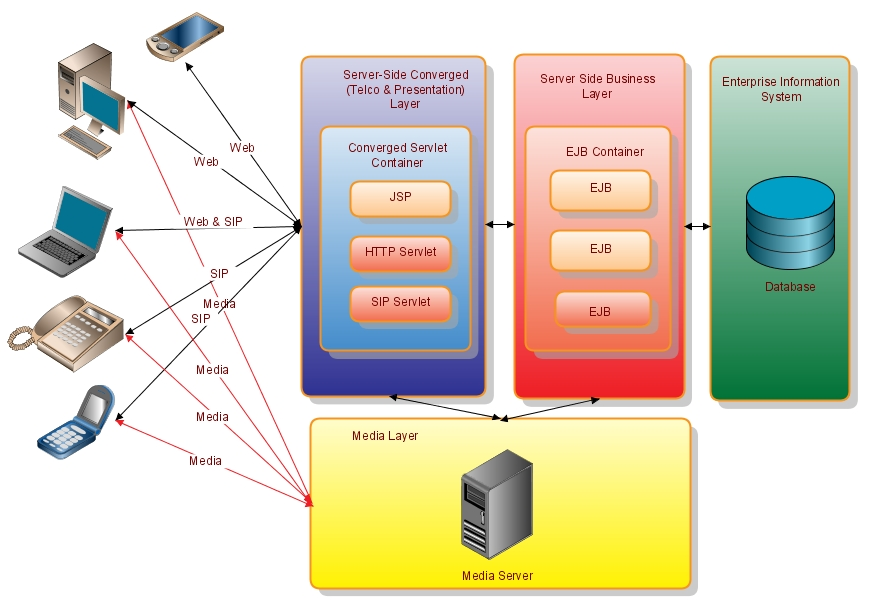 Server-Side Converged
(Telco & Presentation)
Layer
Converged Servlet
Container
JSP
HTTP Servlet
SIP Servlet
Server Side Business
Layer
EJB Container
EJB
EJB
EJB
Enterprise Information
System
Database
Web
Web
Web & SIP
SIP
Media
SIP
Media
Media
Media
Media Layer
Media Server